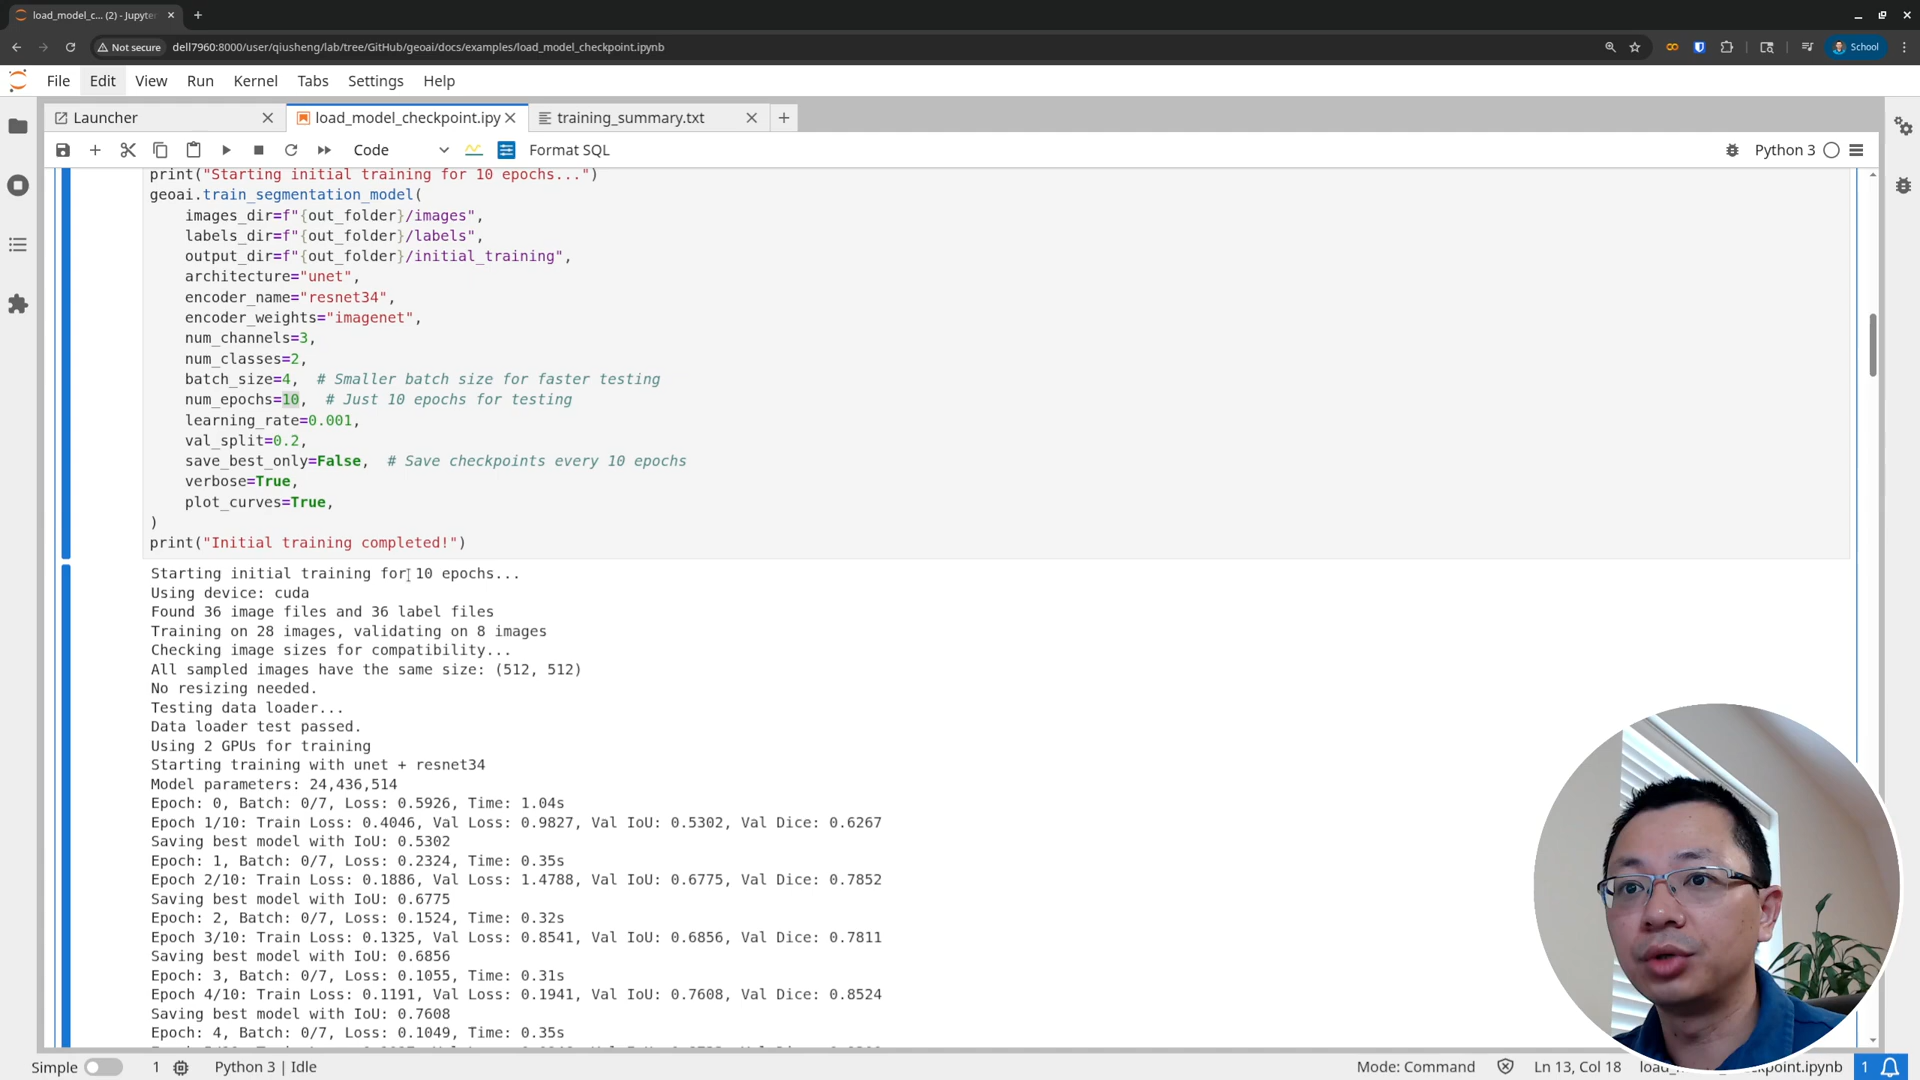 load_model_c... (2) - Jupyte
Not secure
dell7960:8000/user/qiusheng/lab/tree/GitHub/geoai/docs/examples/load_model_checkpoint.ipynb
School
File Edit View Run Kernel Tabs Settings Help
Launcher
load_model_checkpoint.ipy
training_summary.txt
Code
Format SQL
Python 3
print("Starting initial training for 10 epochs...")
geoai.train_segmentation_model(
    images_dir=f"{out_folder}/images",
    labels_dir=f"{out_folder}/labels",
    output_dir=f"{out_folder}/initial_training",
    architecture="unet",
    encoder_name="resnet34",
    encoder_weights="imagenet",
    num_channels=3,
    num_classes=2,
    batch_size=4,  # Smaller batch size for faster testing
    num_epochs=10,  # Just 10 epochs for testing
    learning_rate=0.001,
    val_split=0.2,
    save_best_only=False,  # Save checkpoints every 10 epochs
    verbose=True,
    plot_curves=True,
)
print("Initial training completed!")
Starting initial training for 10 epochs...
Using device: cuda
Found 36 image files and 36 label files
Training on 28 images, validating on 8 images
Checking image sizes for compatibility...
All sampled images have the same size: (512, 512)
No resizing needed.
Testing data loader...
Data loader test passed.
Using 2 GPUs for training
Starting training with unet + resnet34
Model parameters: 24,436,514
Epoch: 0, Batch: 0/7, Loss: 0.5926, Time: 1.04s
Epoch 1/10: Train Loss: 0.4046, Val Loss: 0.9827, Val IoU: 0.5302, Val Dice: 0.6267
Saving best model with IoU: 0.5302
Epoch: 1, Batch: 0/7, Loss: 0.2324, Time: 0.35s
Epoch 2/10: Train Loss: 0.1886, Val Loss: 1.4788, Val IoU: 0.6775, Val Dice: 0.7852
Saving best model with IoU: 0.6775
Epoch: 2, Batch: 0/7, Loss: 0.1524, Time: 0.32s
Epoch 3/10: Train Loss: 0.1325, Val Loss: 0.8541, Val IoU: 0.6856, Val Dice: 0.7811
Saving best model with IoU: 0.6856
Epoch: 3, Batch: 0/7, Loss: 0.1055, Time: 0.31s
Epoch 4/10: Train Loss: 0.1191, Val Loss: 0.1941, Val IoU: 0.7608, Val Dice: 0.8524
Saving best model with IoU: 0.7608
Epoch: 4, Batch: 0/7, Loss: 0.1049, Time: 0.35s
Simple
1
Python 3 | Idle
Mode: Command
Ln 13, Col 18
load_
ckpoint.ipynb
1